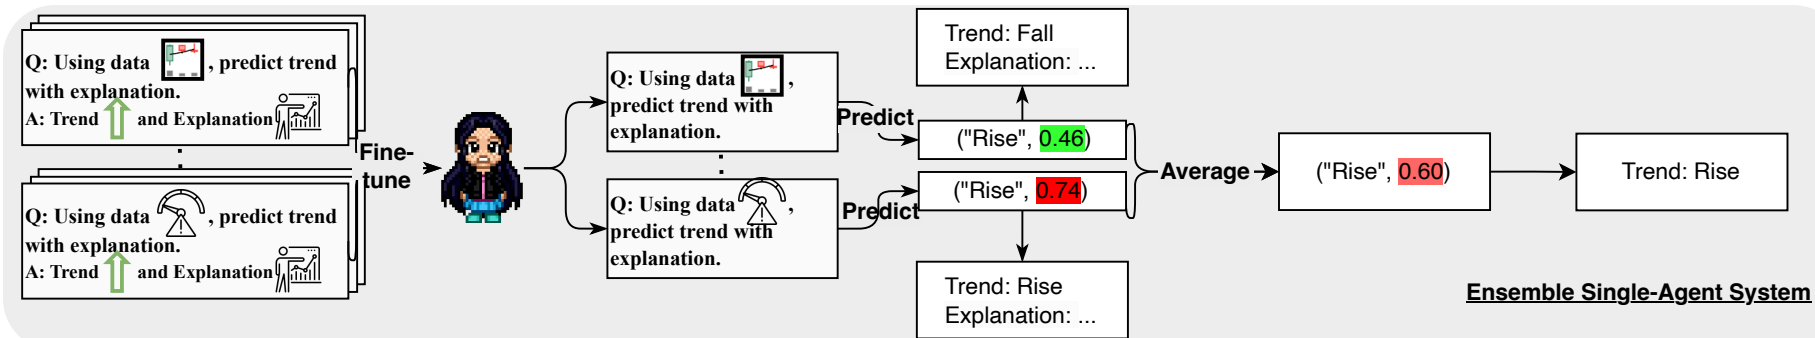 Q: Using data , predict trend
with explanation.
A: Trend and Explanation
:
Q: Using data , predict trend
with explanation.
A: Trend and Explanation
Fine-
tune
Q: Using data ,
predict trend with
explanation.
:
Q: Using data ,
predict trend with
explanation.
Predict
Predict
Trend: Fall
Explanation: ...
("Rise", 0.46)
("Rise", 0.74)
Trend: Rise
Explanation: ...
Average
("Rise", 0.60)
Trend: Rise
Ensemble Single-Agent System